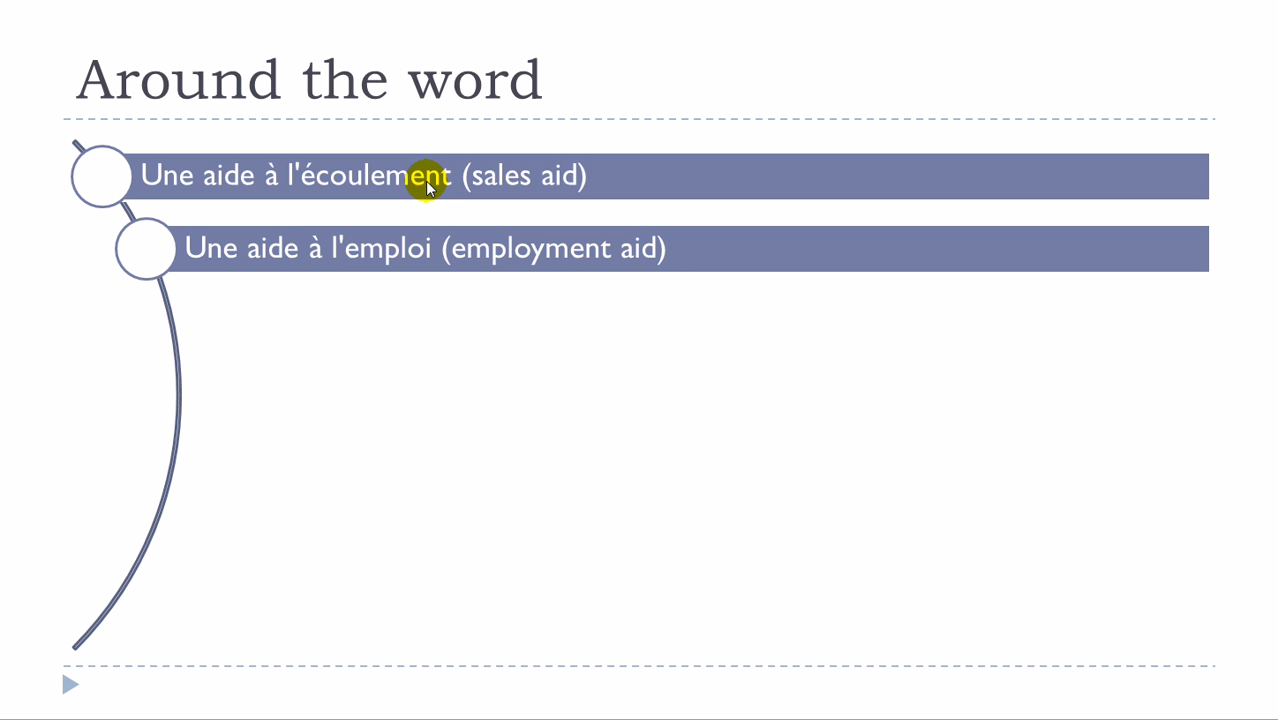 Around the word
Une aide à l'écoulement (sales aid)
Une aide à l'emploi (employment aid)